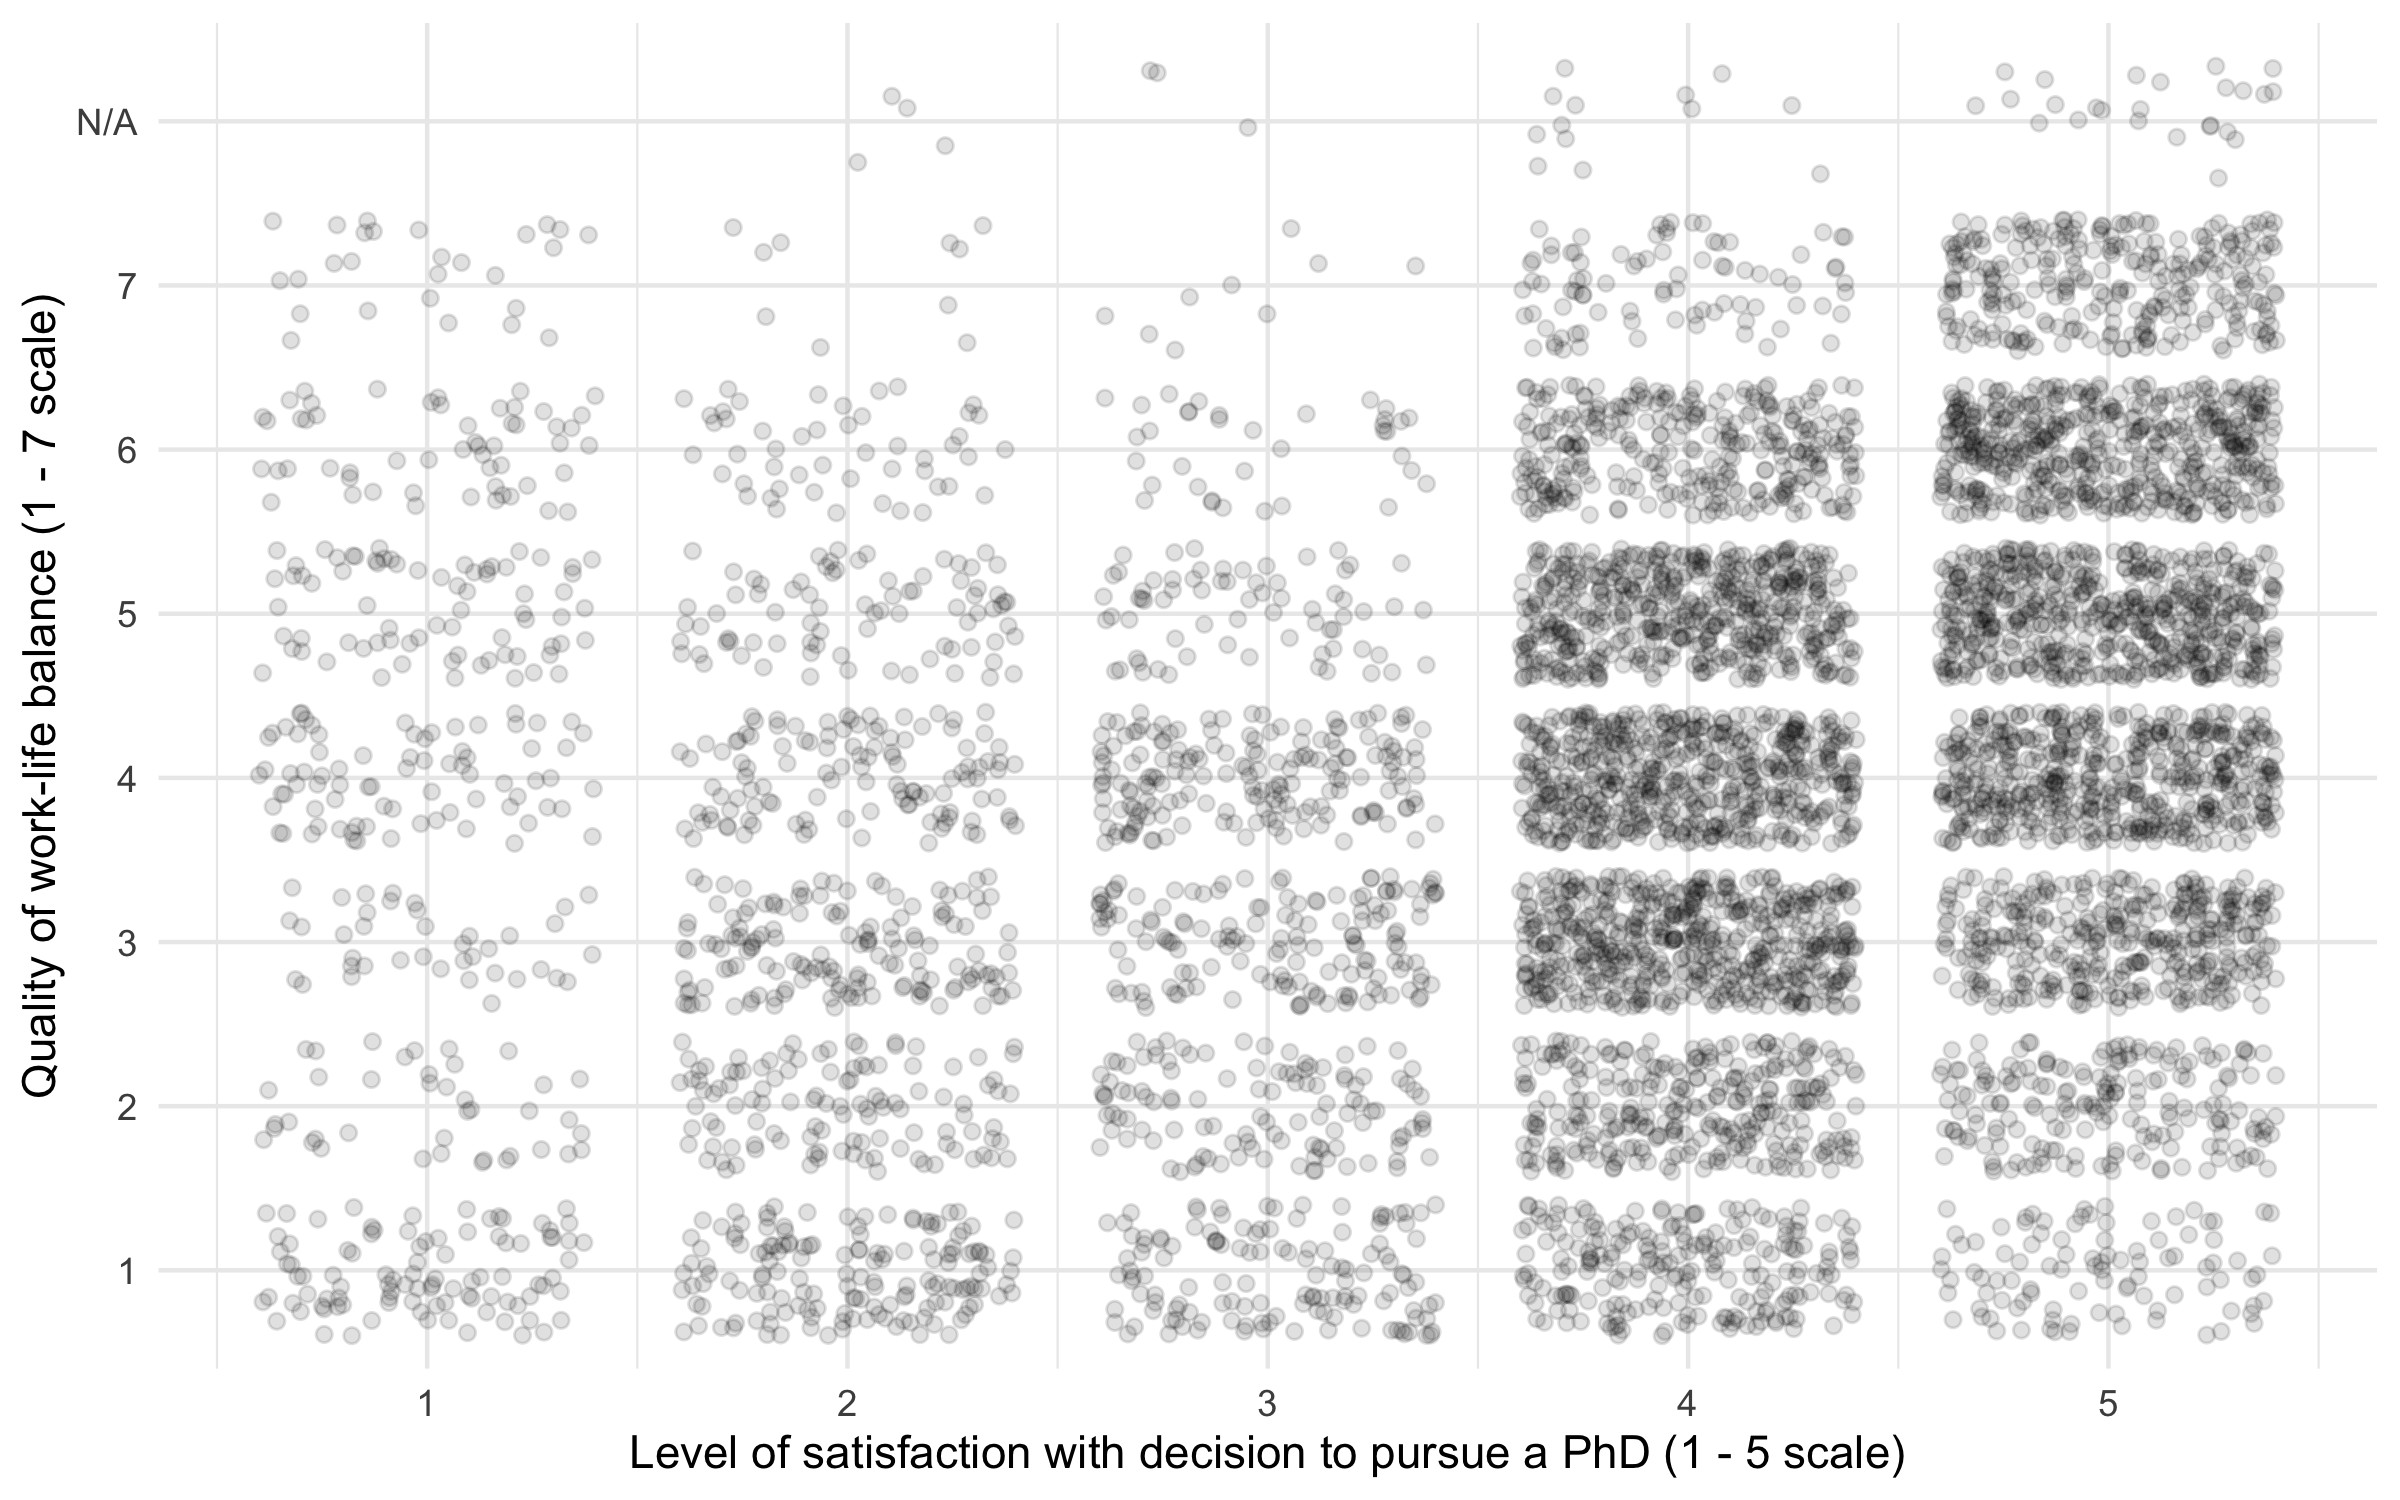 Quality of work-life balance (1 - 7 scale)
N/A
7
6
5
4
3
2
1
1 2 3 4 5
Level of satisfaction with decision to pursue a PhD (1 - 5 scale)